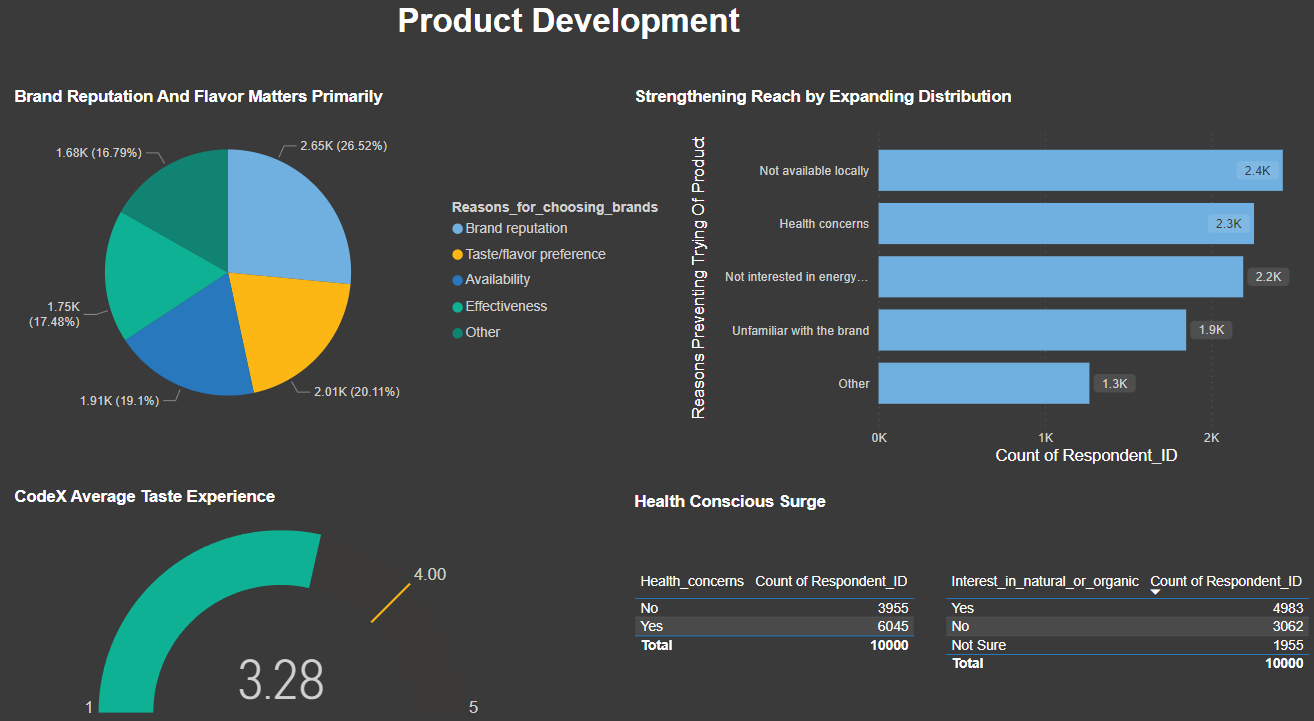 Product Development
Brand Reputation And Flavor Matters Primarily
1.68K (16.79%)
2.65K (26.52%)
1.75K
(17.48%)
1.91K (19.1%)
2.01K (20.11%)
Reasons_for_choosing_brands
Brand reputation
Taste/flavor preference
Availability
Effectiveness
Other
Strengthening Reach by Expanding Distribution
Reasons Preventing Trying Of Product
Not available locally 2.4K
Health concerns 2.3K
Not interested in energy… 2.2K
Unfamiliar with the brand 1.9K
Other 1.3K
0K 1K 2K
Count of Respondent_ID
CodeX Average Taste Experience
4.00
3.28
1 5
Health Conscious Surge
Health_concerns Count of Respondent_ID
No 3955
Yes 6045
Total 10000
Interest_in_natural_or_organic Count of Respondent_ID
Yes 4983
No 3062
Not Sure 1955
Total 10000